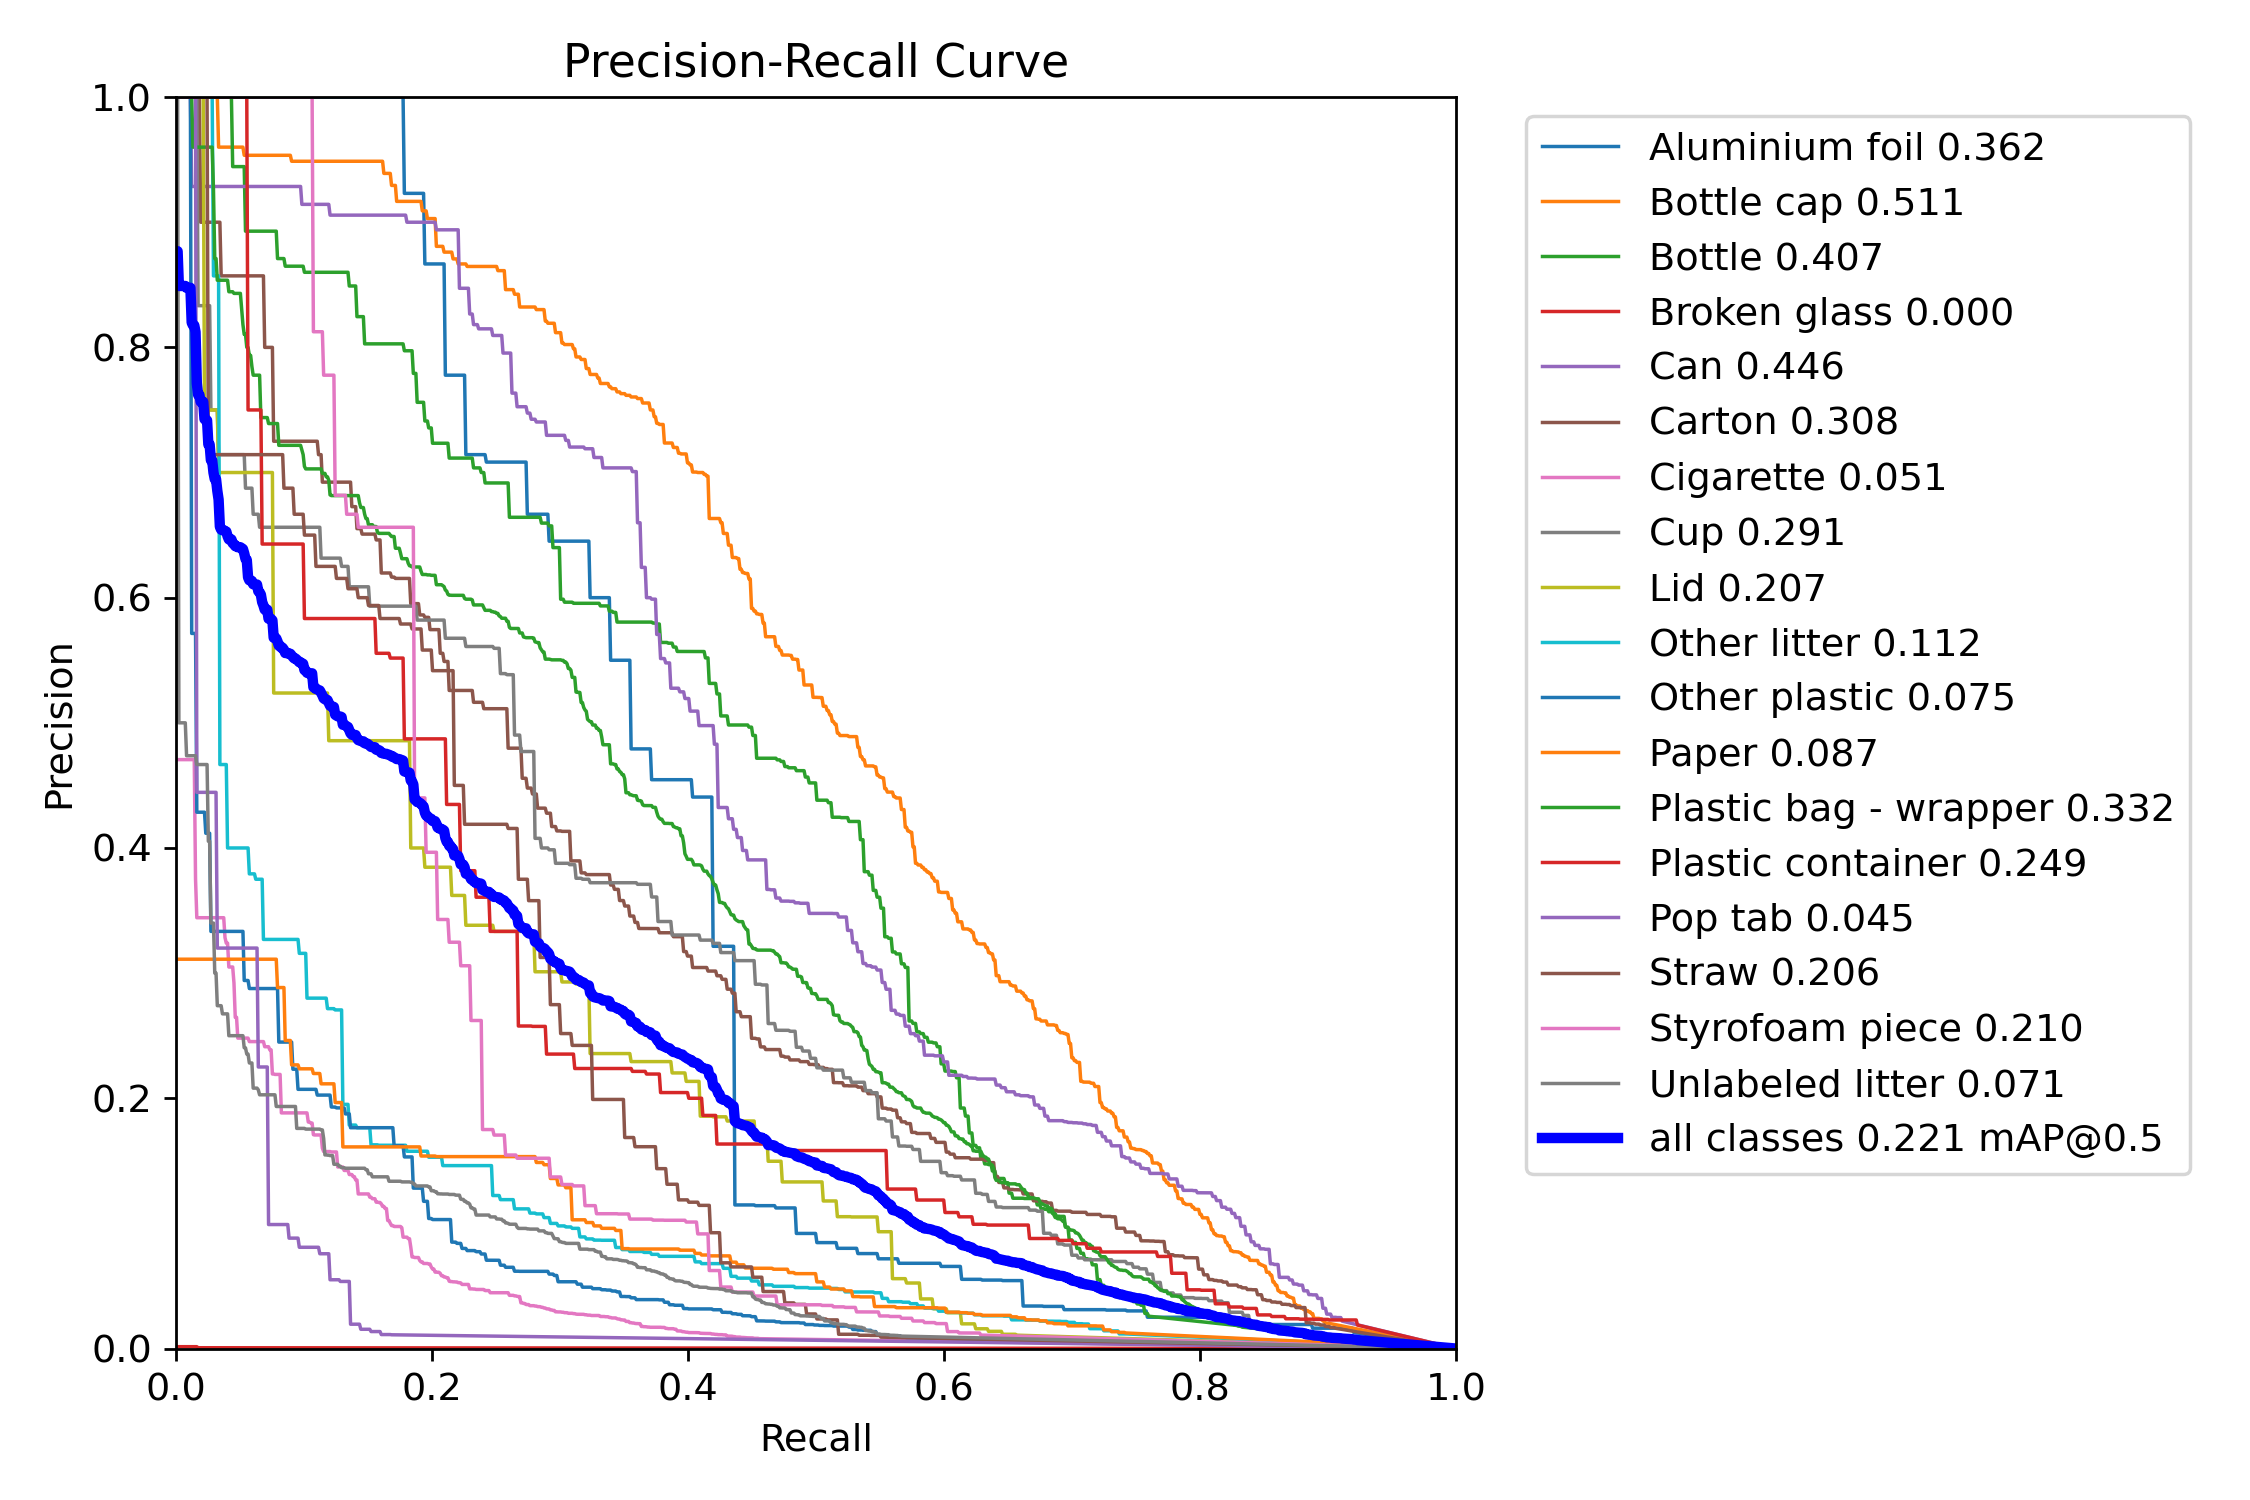 Precision-Recall Curve
1.0
0.8
0.6
0.4
0.2
0.0
Precision
0.0 0.2 0.4 0.6 0.8 1.0
Recall
Aluminium foil 0.362
Bottle cap 0.511
Bottle 0.407
Broken glass 0.000
Can 0.446
Carton 0.308
Cigarette 0.051
Cup 0.291
Lid 0.207
Other litter 0.112
Other plastic 0.075
Paper 0.087
Plastic bag - wrapper 0.332
Plastic container 0.249
Pop tab 0.045
Straw 0.206
Styrofoam piece 0.210
Unlabeled litter 0.071
all classes 0.221 mAP@0.5